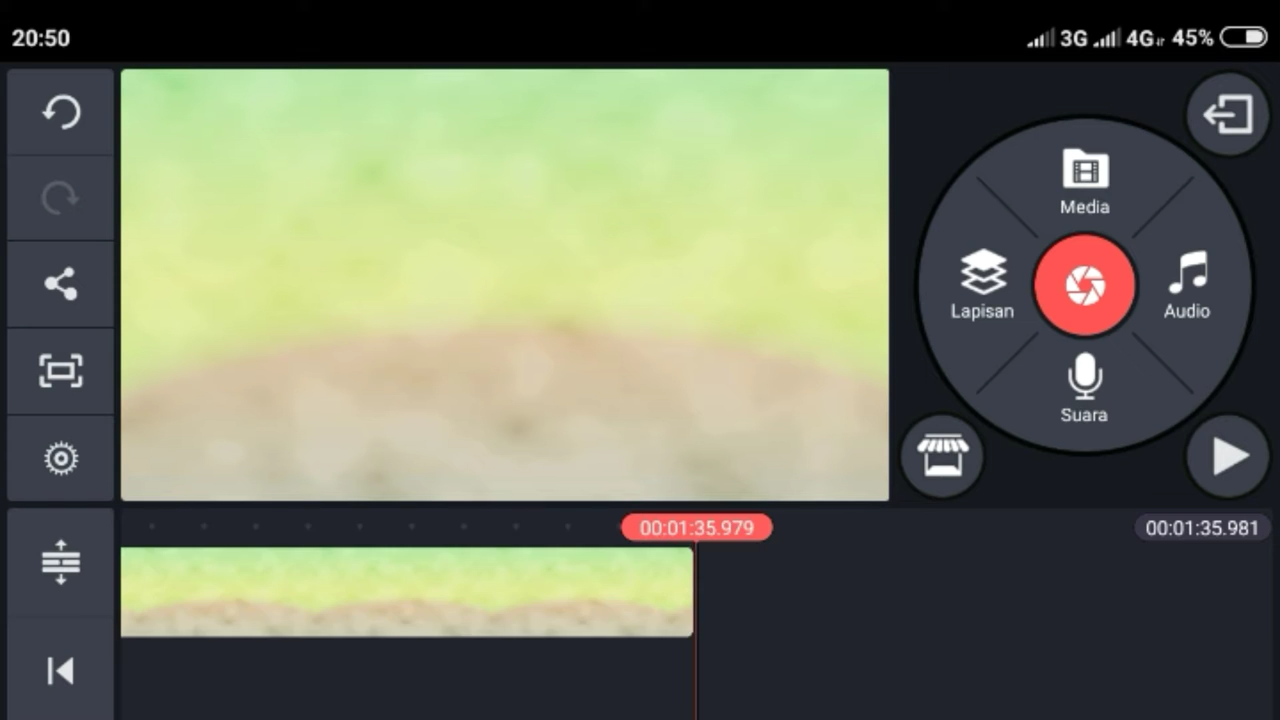 20:50
3G 4G 45%
Media
Lapisan
Audio
Suara
00:01:35.979
00:01:35.981